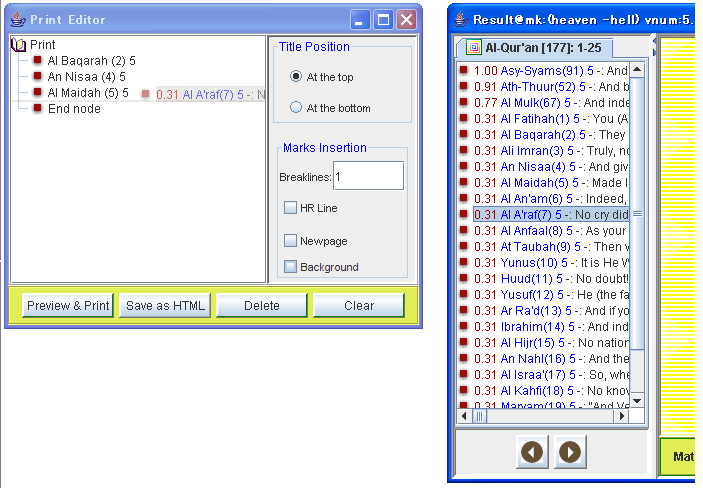 Print Editor
Print
Al Baqarah (2) 5
An Nisaa (4) 5
Al Maidah (5) 5
0.31 Al A'raf(7) 5 -: N
End node
Title Position
At the top
At the bottom
Marks Insertion
Breaklines: 1
HR Line
Newpage
Background
Preview & Print
Save as HTML
Delete
Clear
Result@mk:(heaven -hell) vnum:5.
Al-Qur'an [177]: 1-25
1.00 Asy-Syams(91) 5 -: And
0.91 Ath-Thuur(52) 5 -: And b
0.77 Al Mulk(67) 5 -: And inde
0.31 Al Fatihah(1) 5 -: You (A
0.31 Al Baqarah(2) 5 -: They
0.31 Ali Imran(3) 5 -: Truly, no
0.31 An Nisaa(4) 5 -: And giv
0.31 Al Maidah(5) 5 -: Made l
0.31 Al An'am(6) 5 -: Indeed,
0.31 Al A'raf(7) 5 -: No cry did
0.31 Al Anfaal(8) 5 -: As your
0.31 At Taubah(9) 5 -: Then v
0.31 Yunus(10) 5 -: It is He W
0.31 Huud(11) 5 -: No doubt!
0.31 Yusuf(12) 5 -: He (the fa
0.31 Ar Ra'd(13) 5 -: And if yo
0.31 Ibrahim(14) 5 -: And ind
0.31 Al Hijr(15) 5 -: No nation
0.31 An Nahl(16) 5 -: And the
0.31 Al Israa'(17) 5 -: So, whe
0.31 Al Kahfi(18) 5 -: No know
0.31 Maryam(19) 5 -: "And Ve
Mat